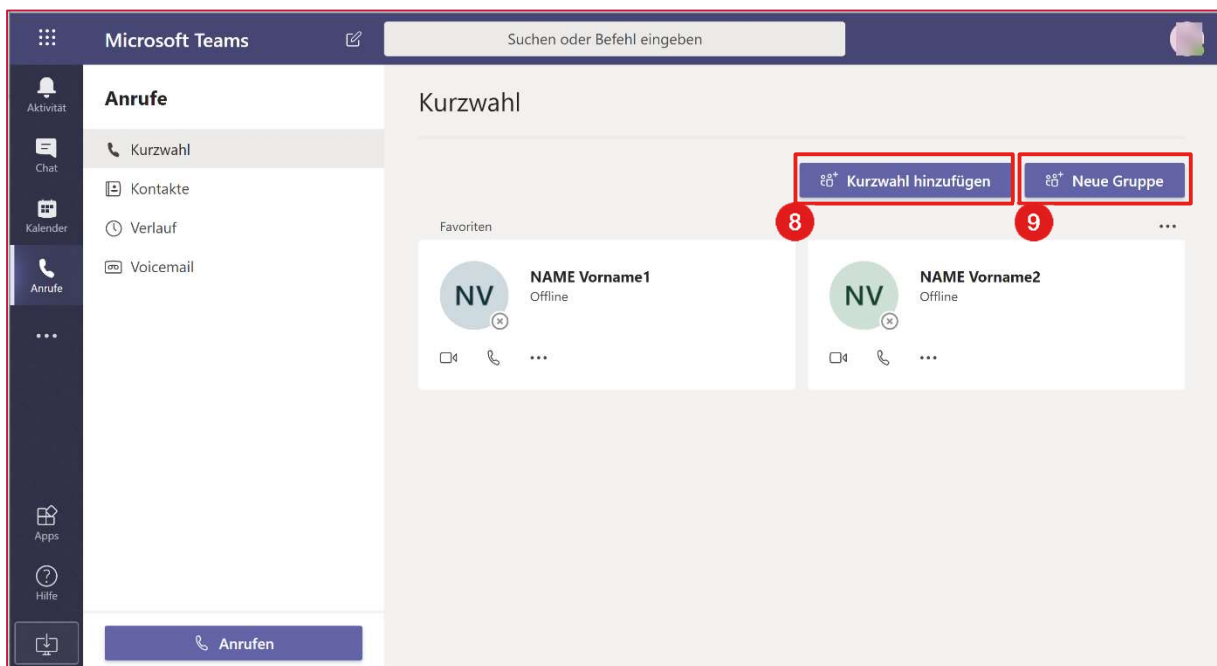 Microsoft Teams
Suchen oder Befehl eingeben
Aktivität
Chat
Kalender
Anrufe
Apps
Hilfe
Anrufe
Kurzwahl
Kontakte
Verlauf
Voicemail
Anrufen
Kurzwahl
Kurzwahl hinzufügen
Neue Gruppe
8
9
Favoriten
NV
NAME Vorname1
Offline
NV
NAME Vorname2
Offline